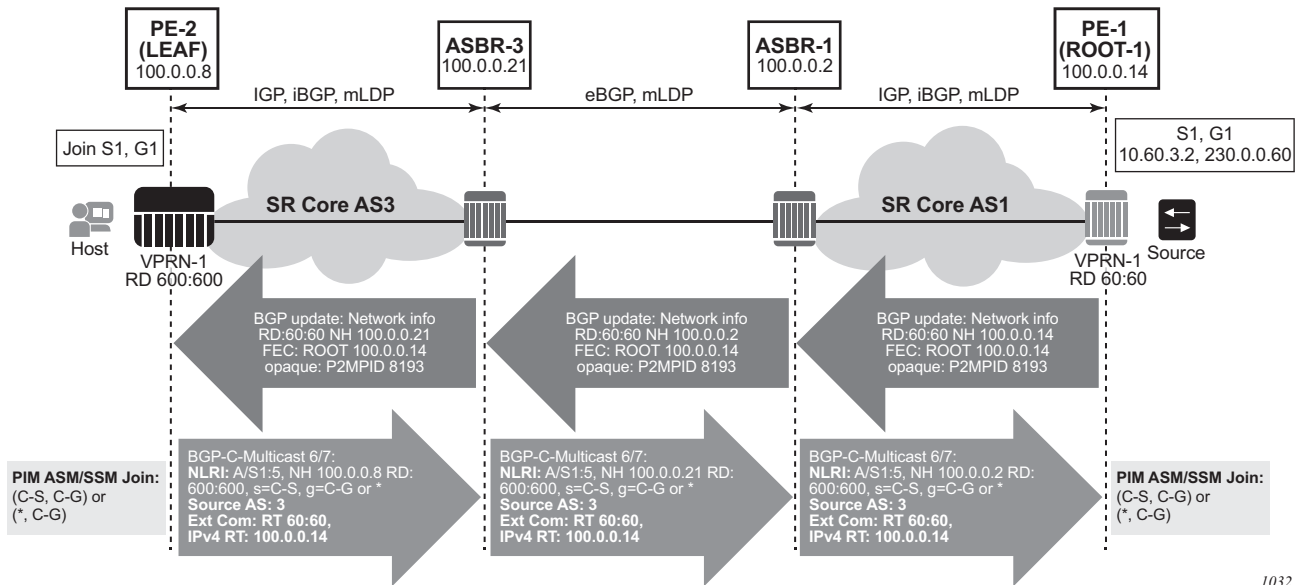 PE-2
(LEAF)
100.0.0.8
ASBR-3
100.0.0.21
ASBR-1
100.0.0.2
PE-1
(ROOT-1)
100.0.0.14
IGP, iBGP, mLDP
eBGP, mLDP
IGP, iBGP, mLDP
Join S1, G1
S1, G1
10.60.3.2, 230.0.0.60
SR Core AS3
SR Core AS1
Host
VPRN-1
RD 600:600
VPRN-1
RD 60:60
Source
BGP update: Network info
RD:60:60 NH 100.0.0.21
FEC: ROOT 100.0.0.14
opaque: P2MPID 8193
BGP update: Network info
RD:60:60 NH 100.0.0.2
FEC: ROOT 100.0.0.14
opaque: P2MPID 8193
BGP update: Network info
RD:60:60 NH 100.0.0.14
FEC: ROOT 100.0.0.14
opaque: P2MPID 8193
PIM ASM/SSM Join:
(C-S, C-G) or
(*, C-G)
BGP-C-Multicast 6/7:
NLRI: A/S1:5, NH 100.0.0.8 RD:
600:600, s=C-S, g=C-G or *
Source AS: 3
Ext Com: RT 60:60,
IPv4 RT: 100.0.0.14
BGP-C-Multicast 6/7:
NLRI: A/S1:5, NH 100.0.0.21 RD:
600:600, s=C-S, g=C-G or *
Source AS: 3
Ext Com: RT 60:60,
IPv4 RT: 100.0.0.14
BGP-C-Multicast 6/7:
NLRI: A/S1:5, NH 100.0.0.2 RD:
600:600, s=C-S, g=C-G or *
Source AS: 3
Ext Com: RT 60:60,
IPv4 RT: 100.0.0.14
PIM ASM/SSM Join:
(C-S, C-G) or
(*, C-G)
1032